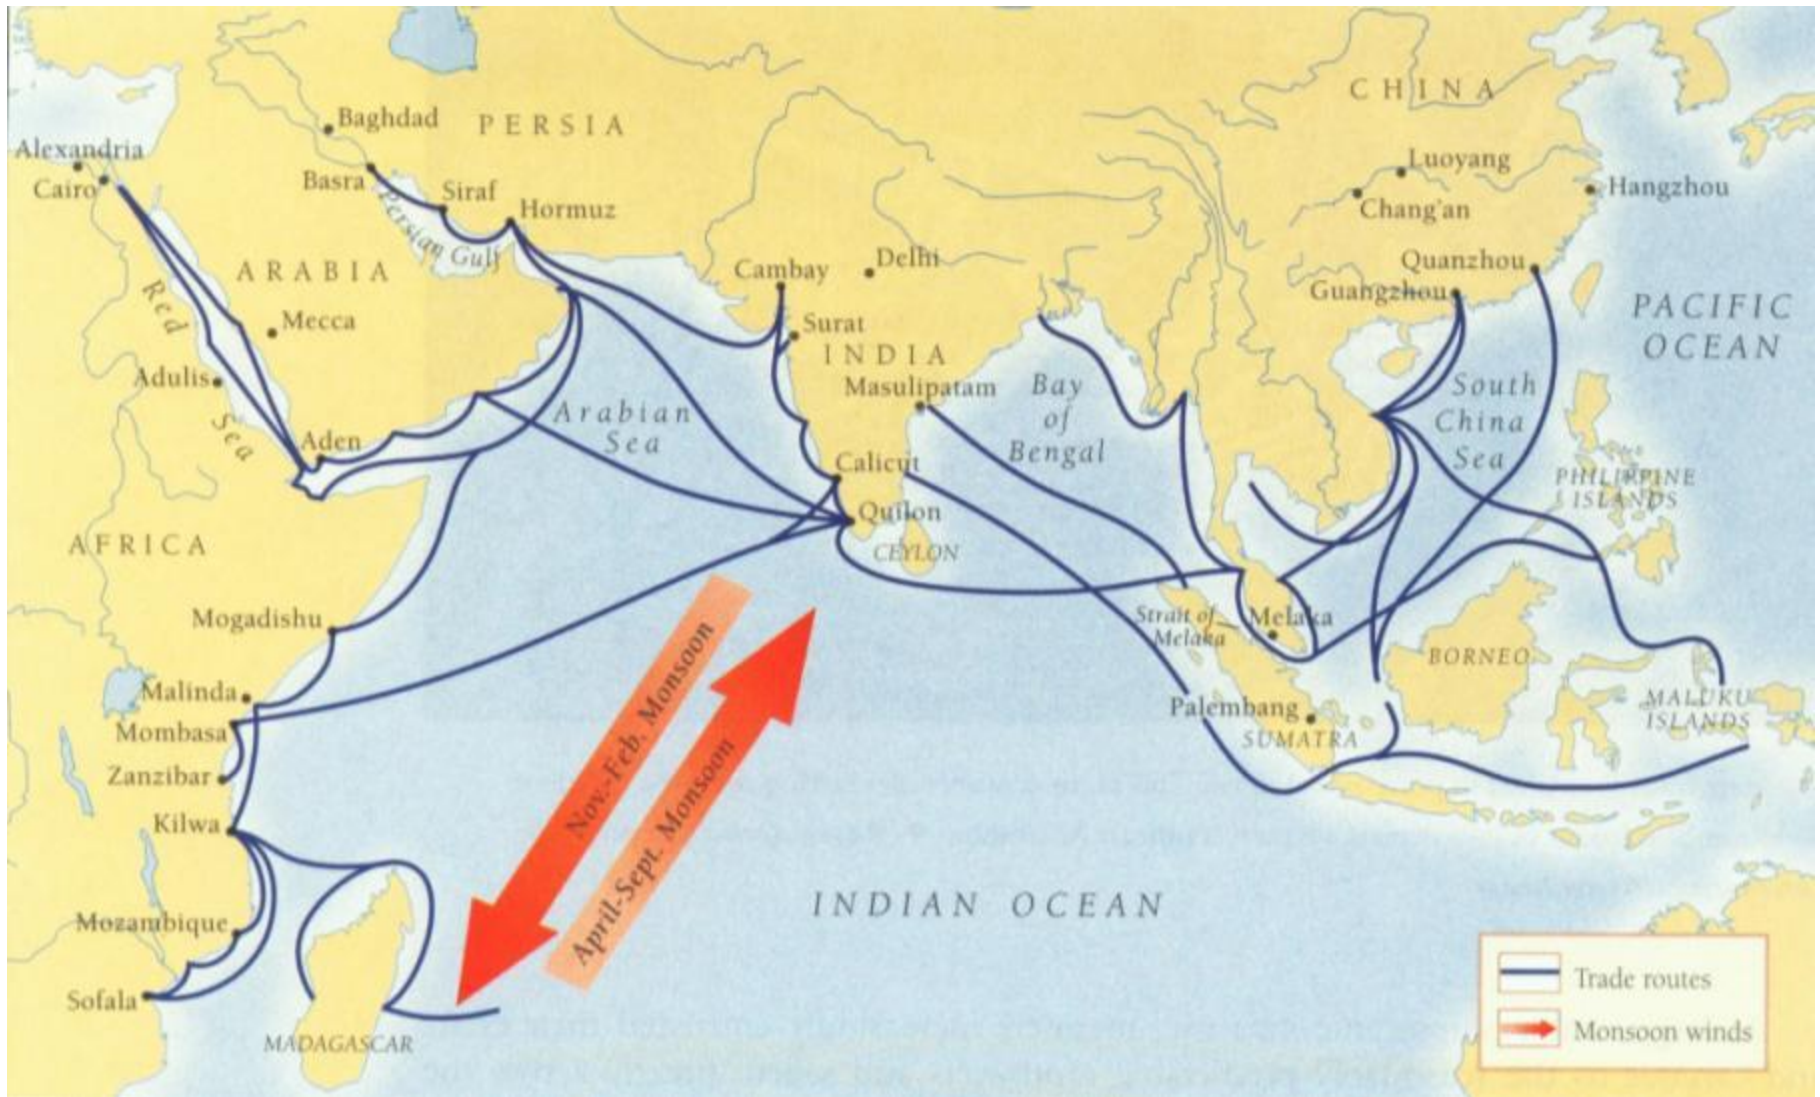 CHINA
Baghdad
PERSIA
Alexandria
Cairo
Basra
Siraf
Hormuz
Persian Gulf
Luoyang
Chang'an
Hangzhou
ARABIA
Mecca
Red
Sea
Adulis
Aden
Cambay
Delhi
Surat
INDIA
Masulipatam
Quanzhou
Guangzhou
PACIFIC
OCEAN
Arabian
Sea
Bay
of
Bengal
South
China
Sea
Calicut
Quilon
CEYLON
PHILIPPINE
ISLANDS
AFRICA
Mogadishu
Malinda
Mombasa
Zanzibar
Kilwa
Mozambique
Sofala
MADAGASCAR
Nov.-Feb. Monsoon
April-Sept. Monsoon
Strait of
Melaka
Melaka
BORNEO
Palembang
SUMATRA
MALUKU
ISLANDS
INDIAN OCEAN
Trade routes
Monsoon winds